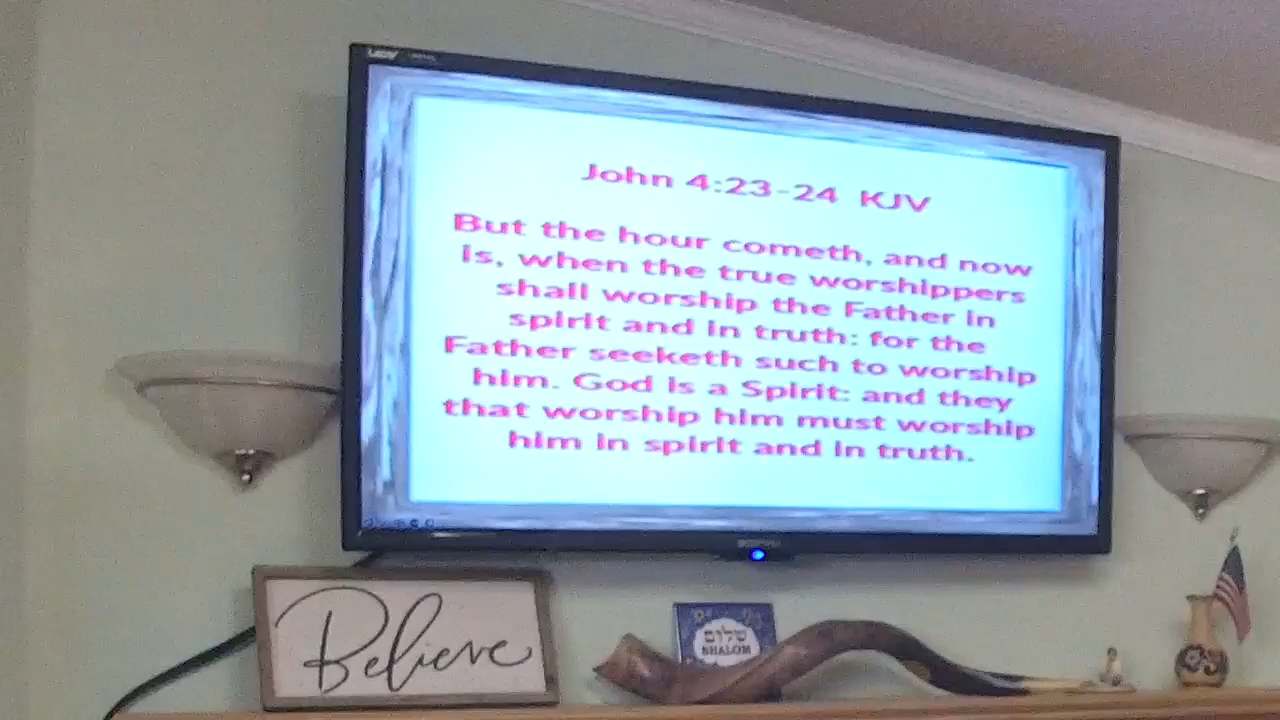 John 4:23-24 KJV
But the hour cometh, and now
is, when the true worshippers
shall worship the Father in
spirit and in truth: for the
Father seeketh such to worship
him. God is a Spirit: and they
that worship him must worship
him in spirit and in truth.
Believe
שלום
SHALOM